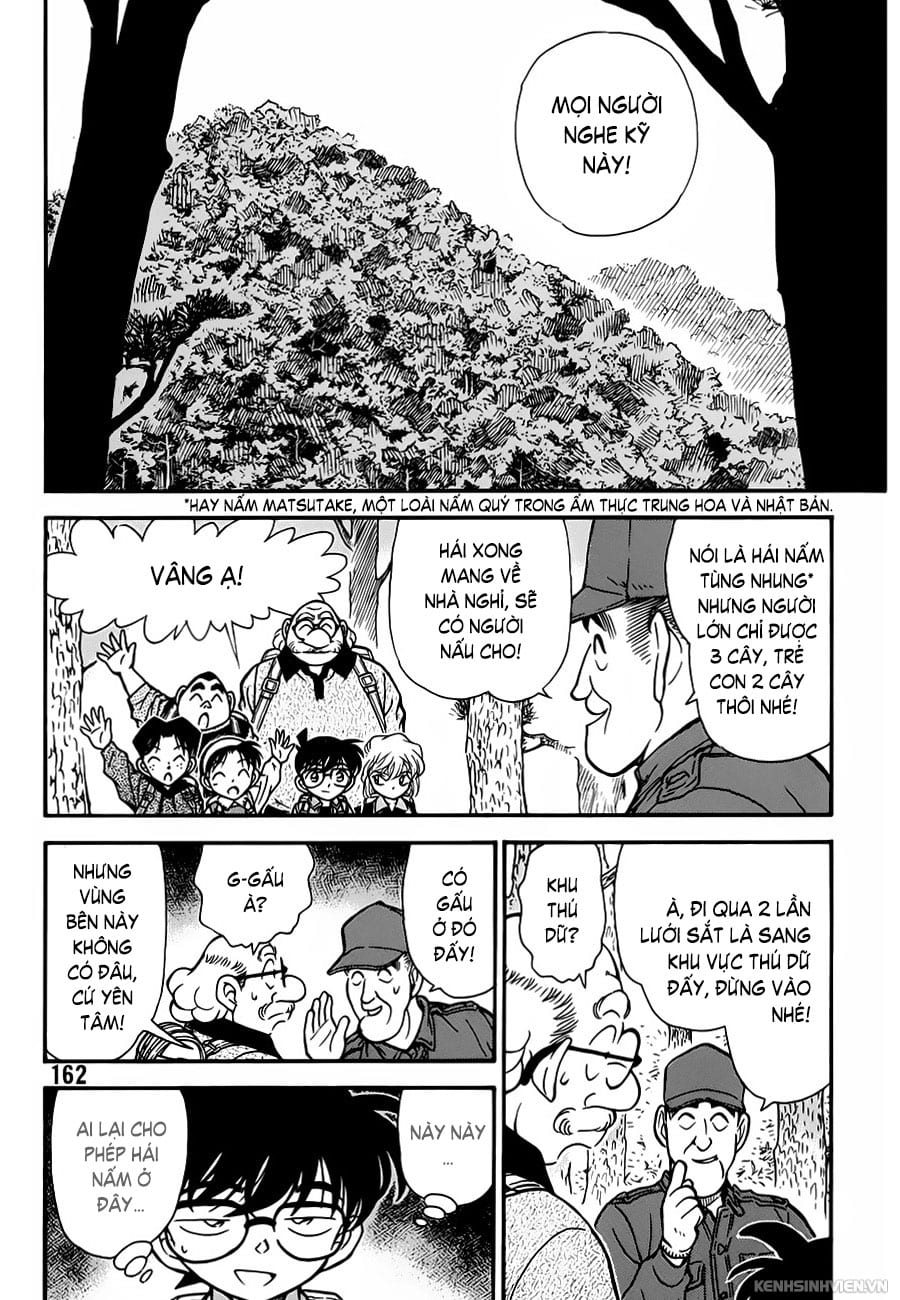 MỌI NGƯỜI
NGHE KỸ
NÀY!
*HAY NẤM MATSUTAKE, MỘT LOÀI NẤM QUÝ TRONG ẨM THỰC TRUNG HOA VÀ NHẬT BẢN.
NÓI LÀ HÁI NẤM
TÙNG NHUNG*
NHƯNG NGƯỜI
LỚN CHỈ ĐƯỢC
3 CÂY, TRẺ
CON 2 CÂY
THÔI NHÉ!
HÁI XONG
MANG VỀ
NHÀ NGHỈ, SẼ
CÓ NGƯỜI
NẤU CHO!
VÂNG Ạ!
À, ĐI QUA 2 LẦN
LƯỚI SẮT LÀ SANG
KHU VỰC THÚ DỮ
ĐẤY, ĐỪNG VÀO
NHÉ!
KHU
THÚ
DỮ?
CÓ
GẤU
Ở ĐÓ
ĐẤY!
G-GẤU
À?
NHƯNG
VÙNG
BÊN NÀY
KHÔNG
CÓ ĐÂU,
CỨ YÊN
TÂM!
162
NÀY NÀY
...
AI LẠI CHO
PHÉP HÁI
NẤM Ở
ĐÂY...
KENHSINHVIEN.VN